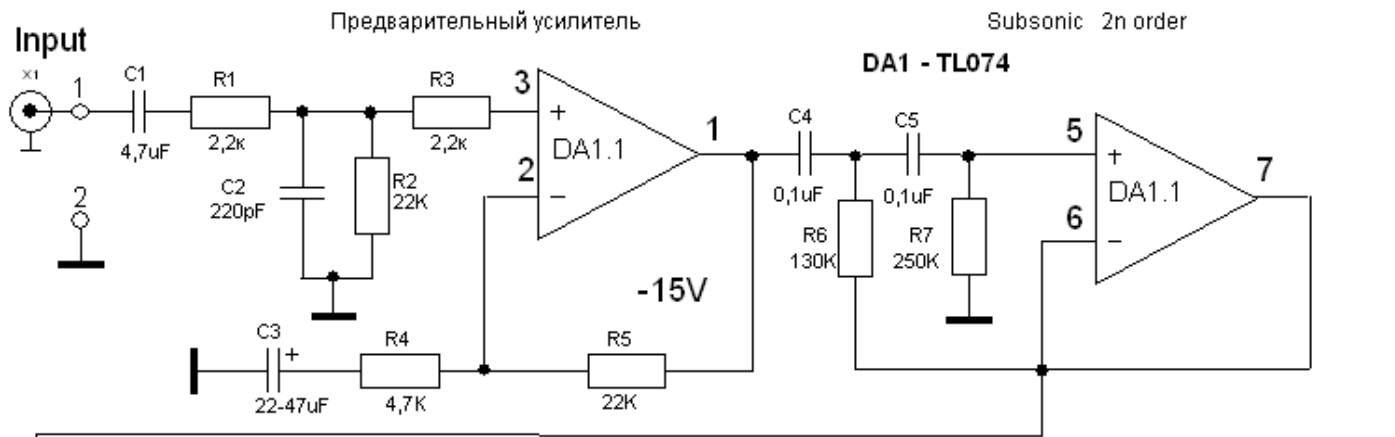 Предварительный усилитель
Subsonic 2n order
Input
DA1 - TL074
X1
1
C1
4,7uF
R1
2,2к
R3
2,2к
3
2
+
DA1.1
−
1
C2
220pF
R2
22K
2
C4
0,1uF
C5
0,1uF
5
6
+
DA1.1
−
7
R6
130K
R7
250K
-15V
C3
+
22-47uF
R4
4,7K
R5
22K